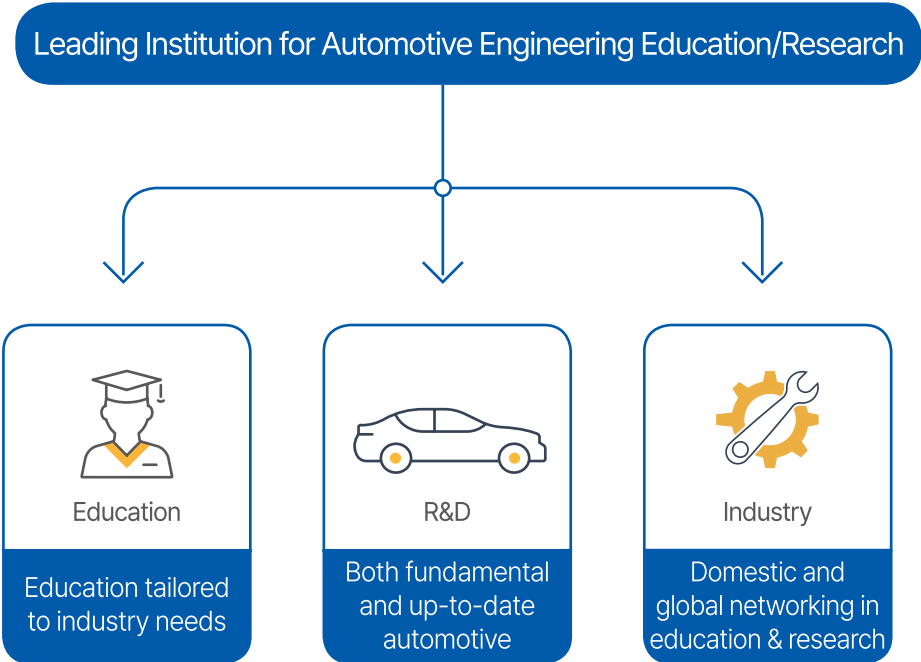 Leading Institution for Automotive Engineering Education/Research
Education
Education tailored
to industry needs
R&D
Both fundamental
and up-to-date
automotive
Industry
Domestic and
global networking in
education & research